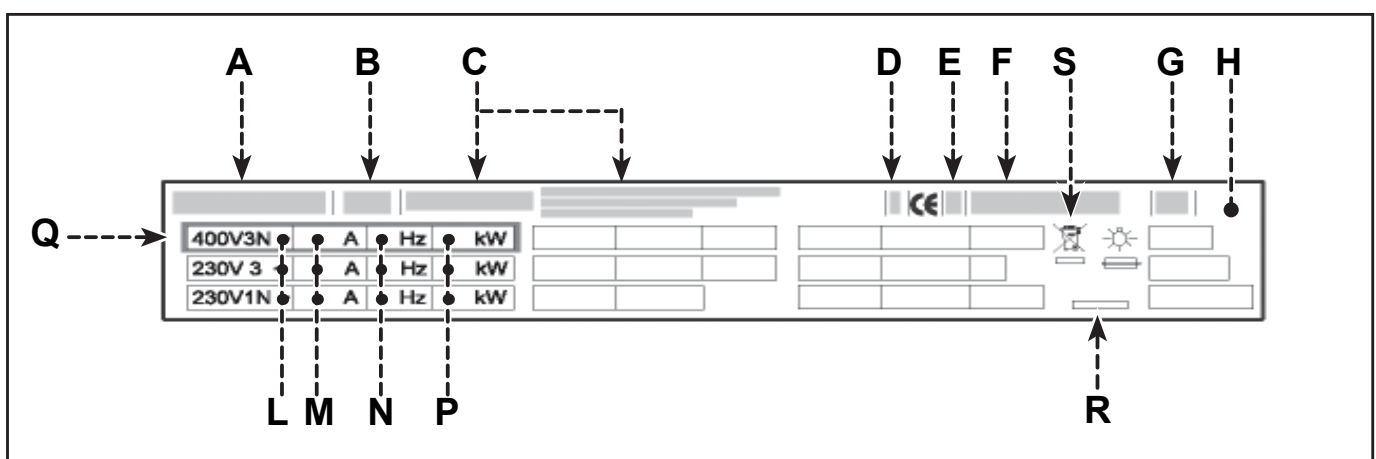 A B C D E F S G H
CE
Q 400V3N A Hz kW
230V 3 A Hz kW
230V1N A Hz kW
L M N P R